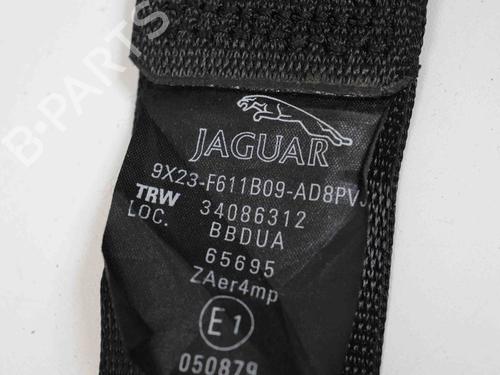 JAGUAR
9X23-F611B09-AD8PVJ
TRW 34086312
LOC. BBDUA
65695
ZAer4mp
E1
050879
B-PARTS